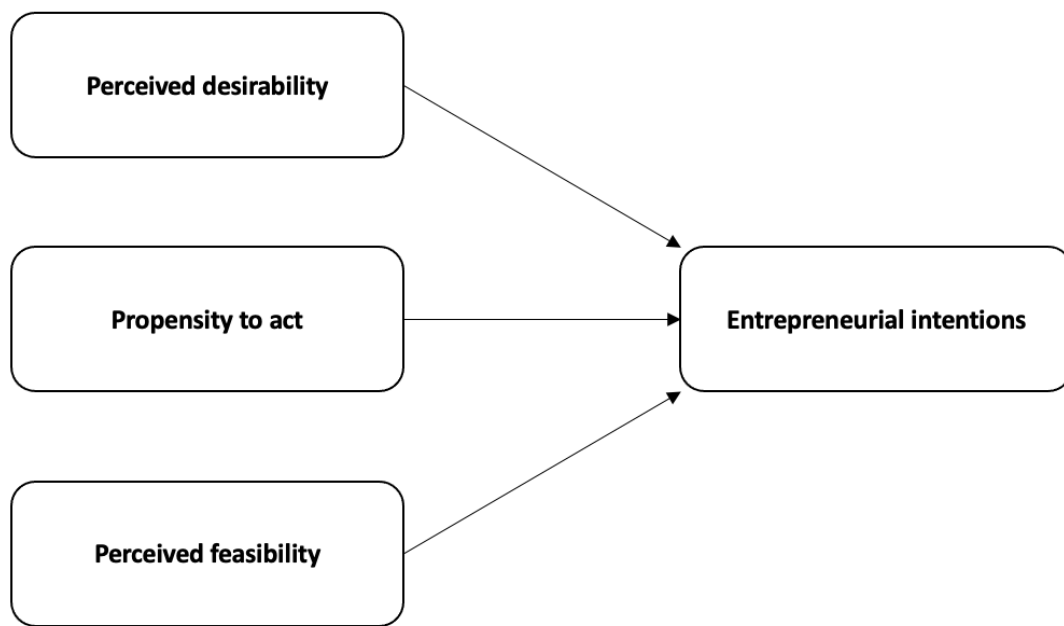 Perceived desirability
Propensity to act
Entrepreneurial intentions
Perceived feasibility